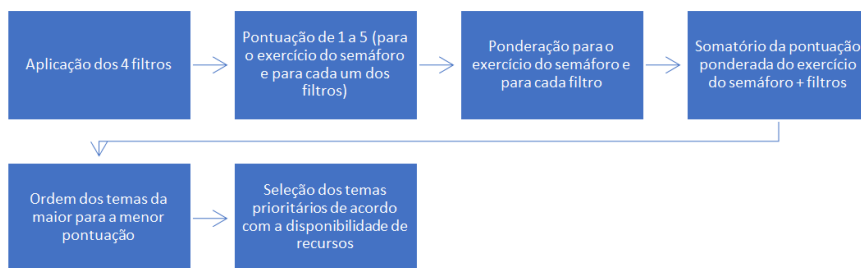 Aplicação dos 4 filtros
Pontuação de 1 a 5 (para
o exercício do semáforo
e para cada um dos
filtros)
Ponderação para o
exercício do semáforo e
para cada filtro
Somatório da pontuação
ponderada do exercício
do semáforo + filtros
Ordem dos temas da
maior para a menor
pontuação
Seleção dos temas
prioritários de acordo
com a disponibilidade de
recursos